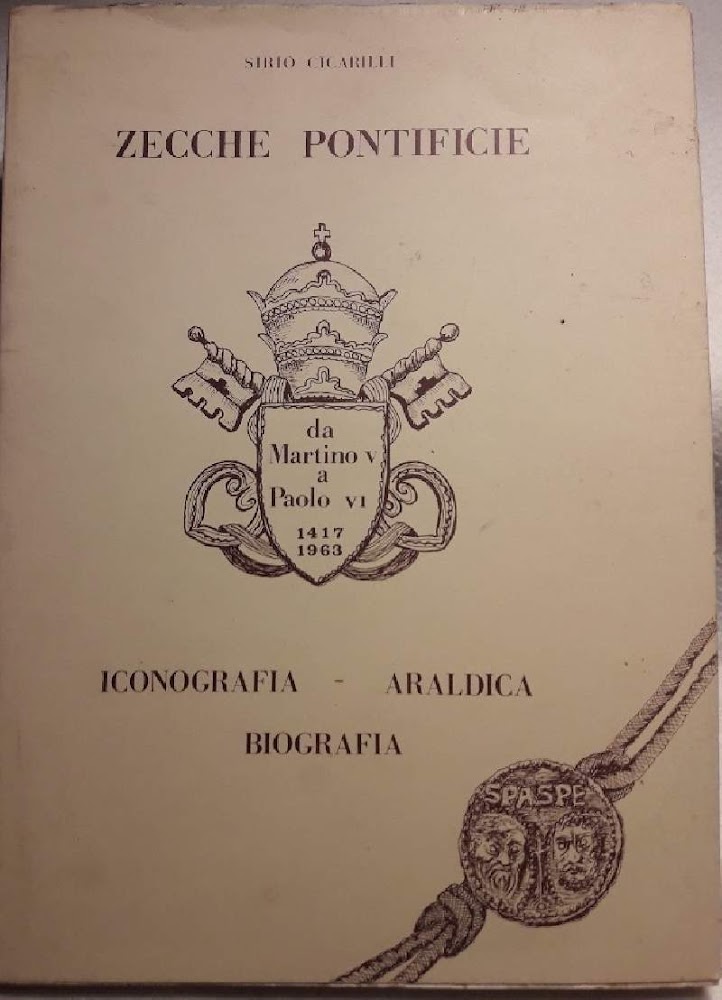 SIRIO CICARILLI
ZECCHE PONTIFICIE
da
Martino V
a
Paolo VI
1417
1963
ICONOGRAFIA - ARALDICA
BIOGRAFIA
SPASPE